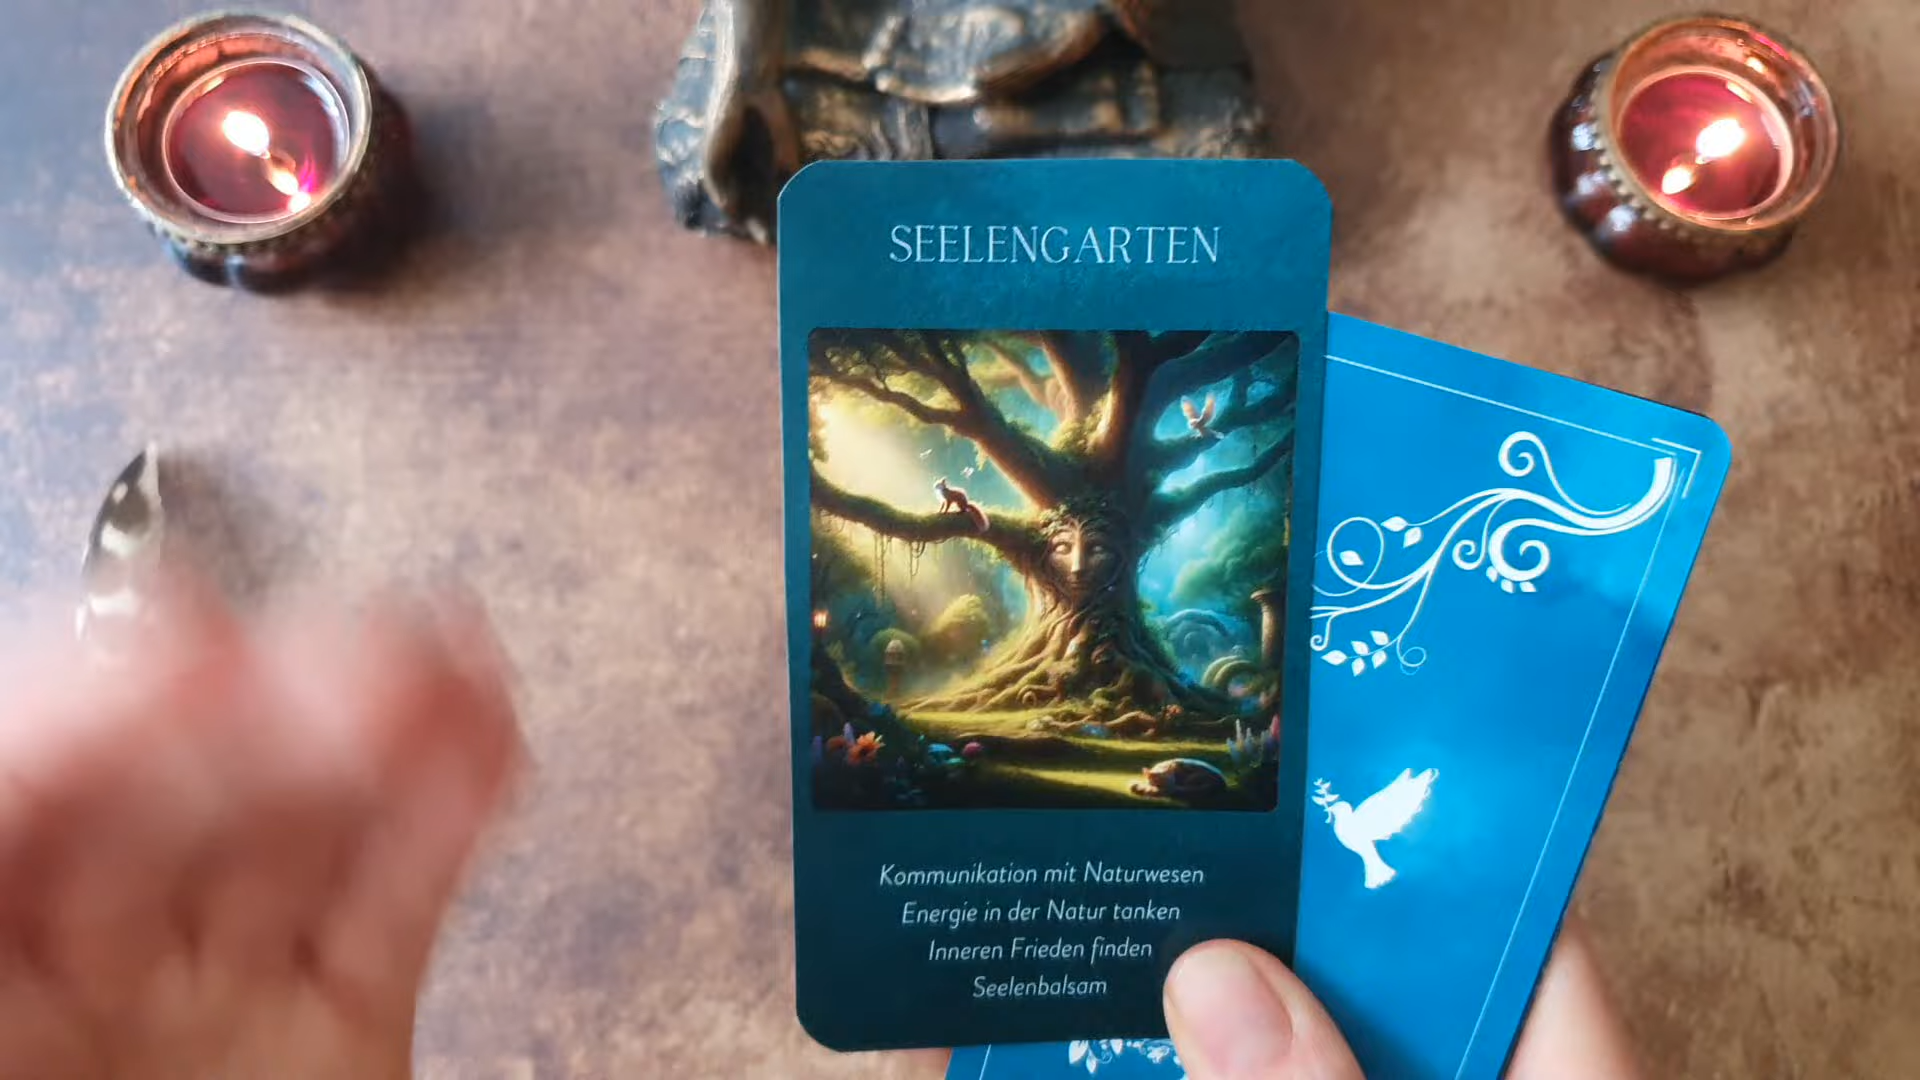 SEELENGARTEN
Kommunikation mit Naturwesen
Energie in der Natur tanken
Inneren Frieden finden
Seelenbalsam